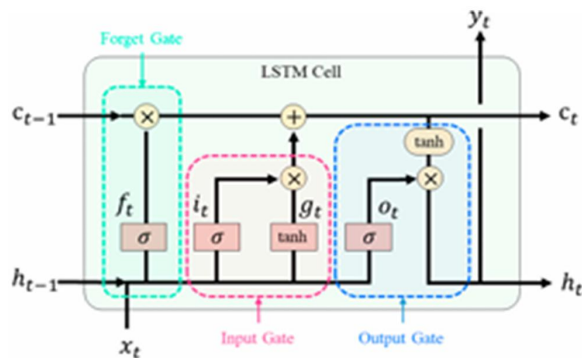 y_t
Forget Gate
LSTM Cell
c_{t-1}
×
+
c_t
tanh
×
×
f_t
i_t
g_t
o_t
σ
σ
tanh
σ
h_{t-1}
h_t
x_t
Input Gate
Output Gate